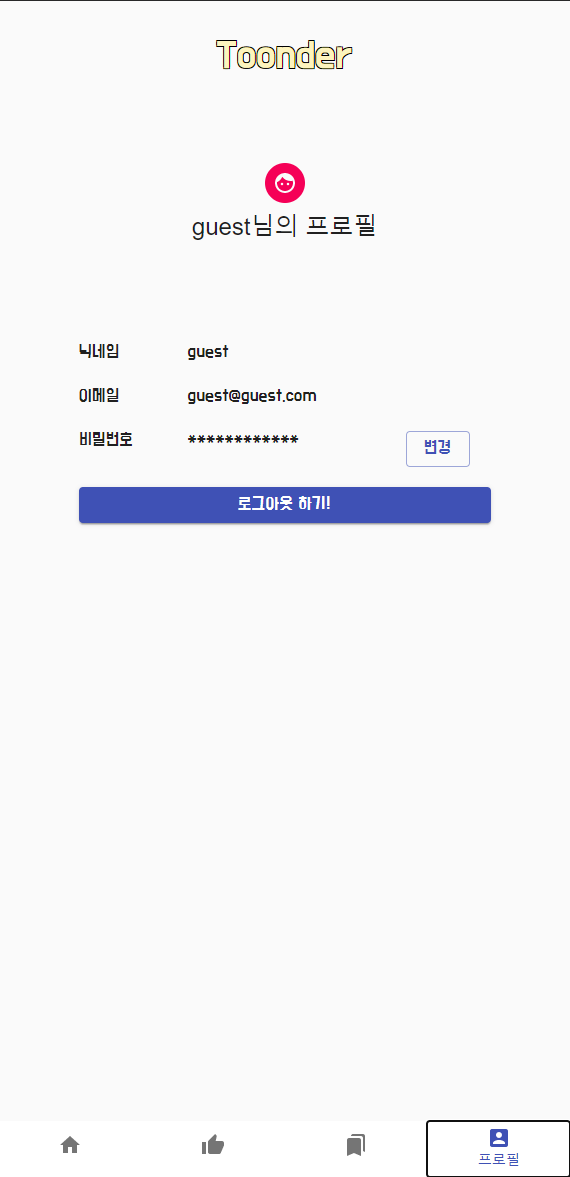 Toonder
guest님의 프로필
닉네임 guest
이메일 guest@guest.com
비밀번호 ************ 변경
로그아웃 하기!
프로필